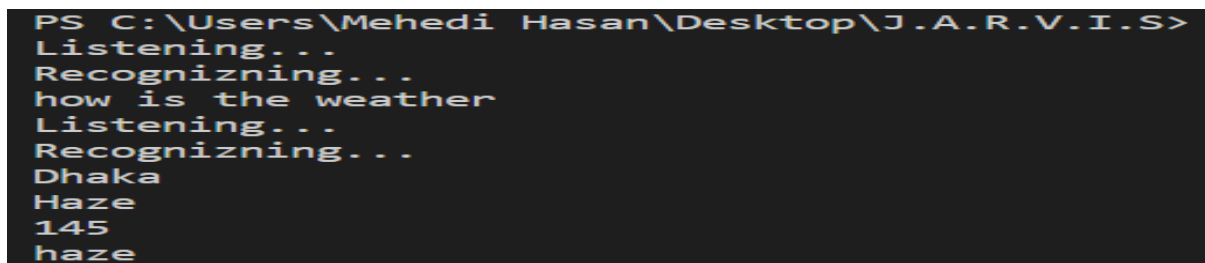 PS C:\Users\Mehedi Hasan\Desktop\J.A.R.V.I.S>
Listening...
Recognizning...
how is the weather
Listening...
Recognizning...
Dhaka
Haze
145
haze